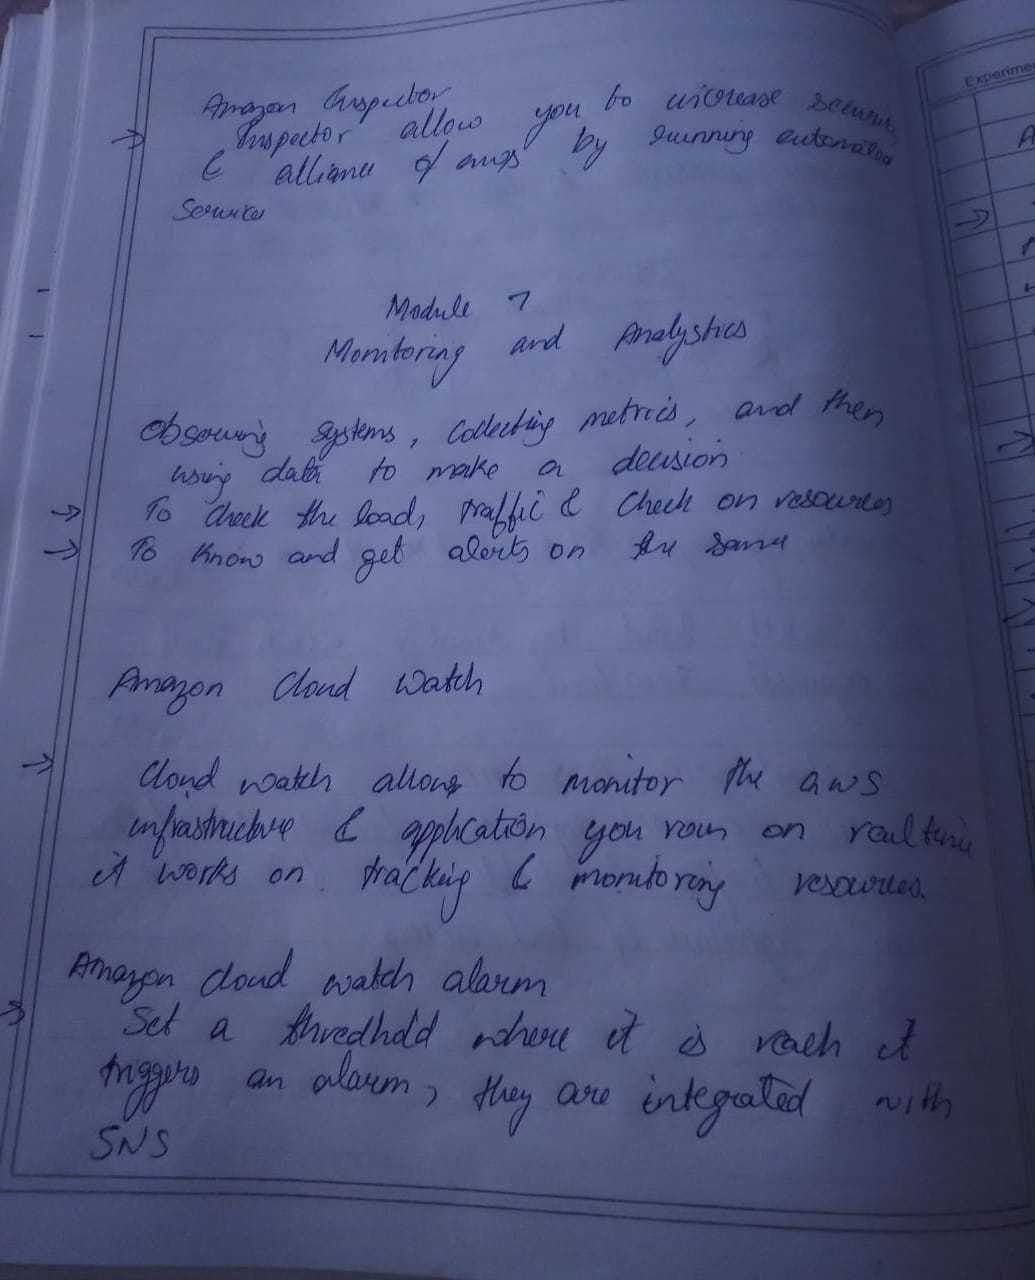 Amazon Inspector
→ Inspector allow you to increase security
& alliance of by running automated
Service
Module 7
Monitoring and Analystics
Observing systems, collecting metrics, and then
using data to make a decision
→ To check the load, traffic & Check on resources
→ To know and get alerts on the same
Amazon Cloud Watch
→ Cloud watch allows to monitor the aws
infrastructure & application you run on realtime
it works on. tracking & monitoring resources.
Amazon cloud watch alarm
→ Set a thredhold where it is reach it
triggers an alarm, they are integrated with
SNS
Experime